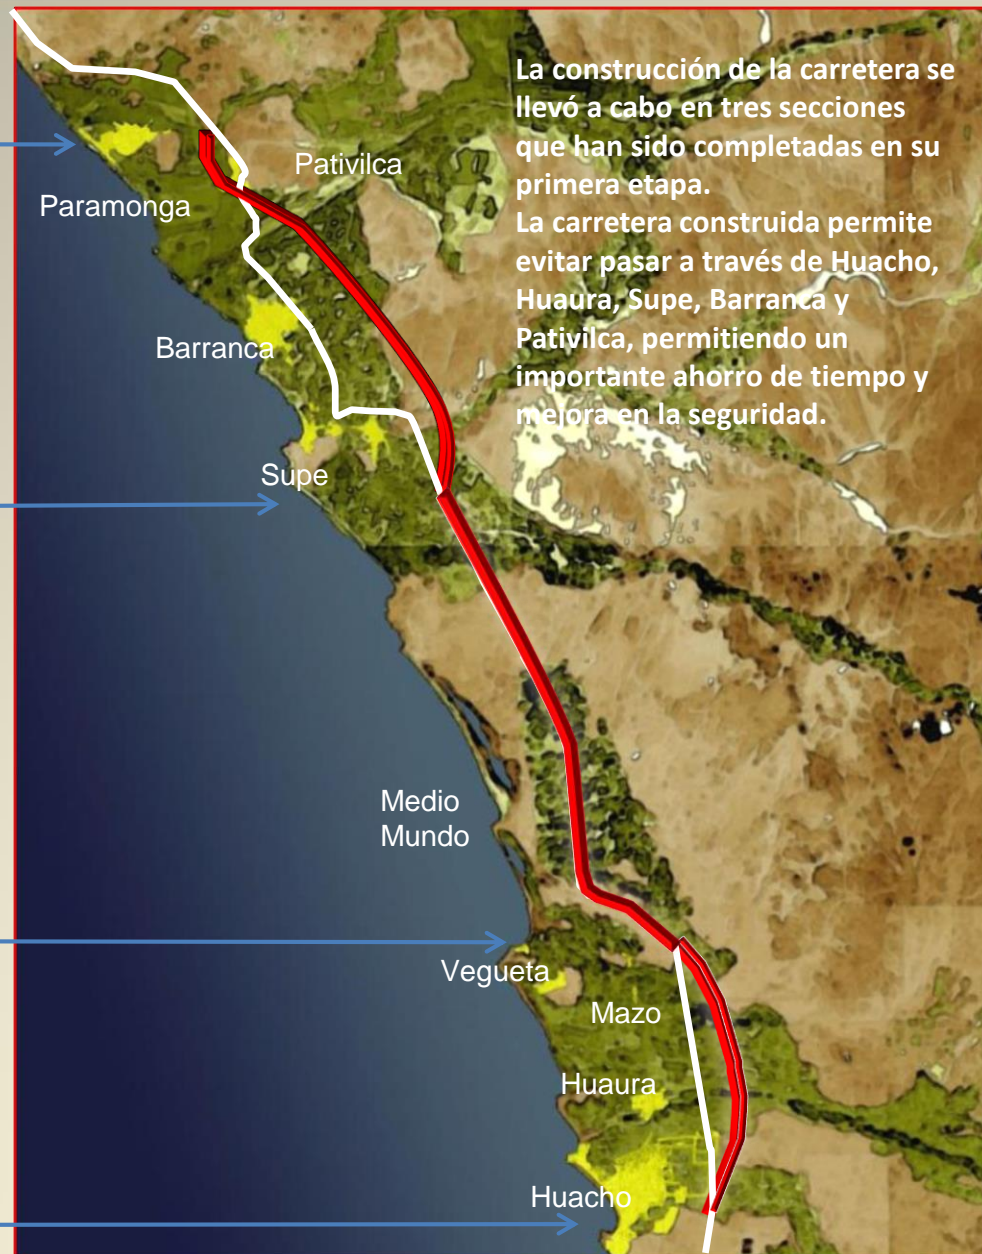 La construcción de la carretera se
llevó a cabo en tres secciones
que han sido completadas en su
primera etapa.
La carretera construida permite
evitar pasar a través de Huacho,
Huaura, Supe, Barranca y
Pativilca, permitiendo un
importante ahorro de tiempo y
mejora en la seguridad.
Pativilca
Paramonga
Barranca
Supe
Medio
Mundo
Vegueta
Mazo
Huaura
Huacho